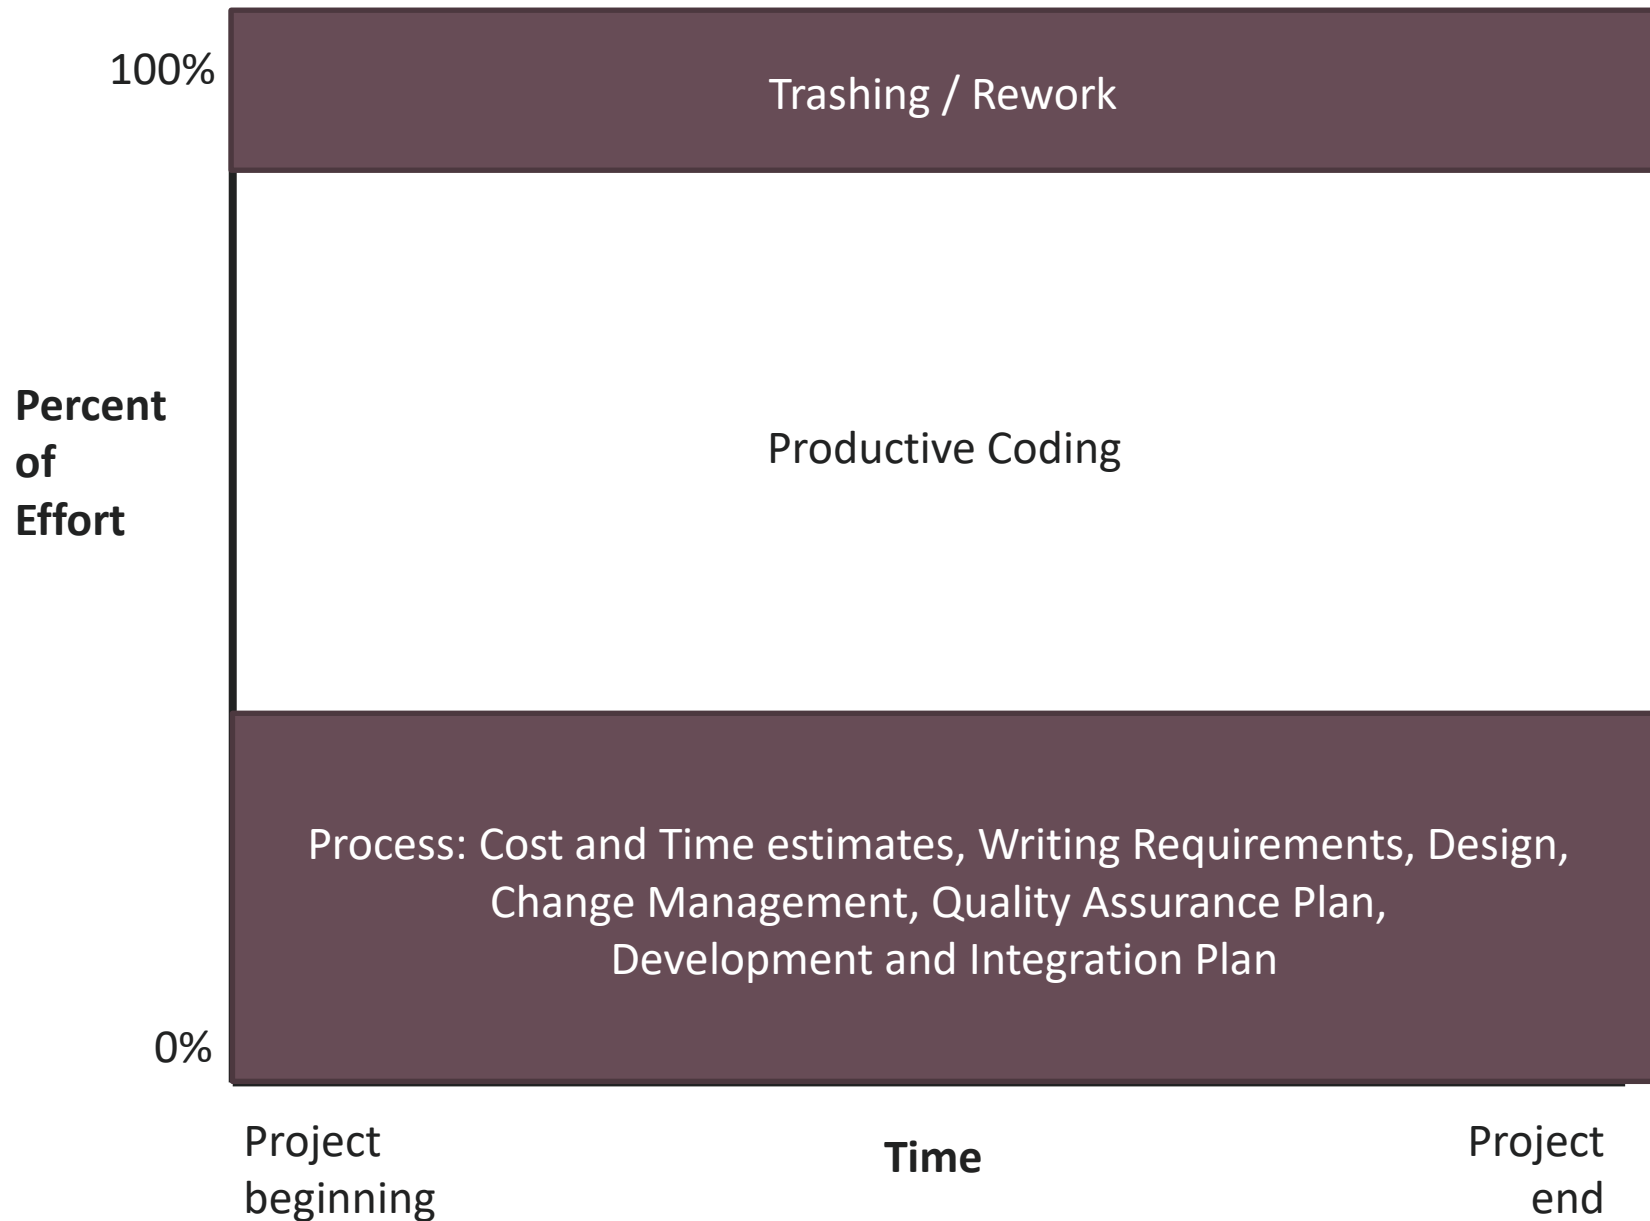 100%
Trashing / Rework
Percent
of
Effort
Productive Coding
Process: Cost and Time estimates, Writing Requirements, Design,
Change Management, Quality Assurance Plan,
Development and Integration Plan
0%
Project
beginning
Time
Project
end